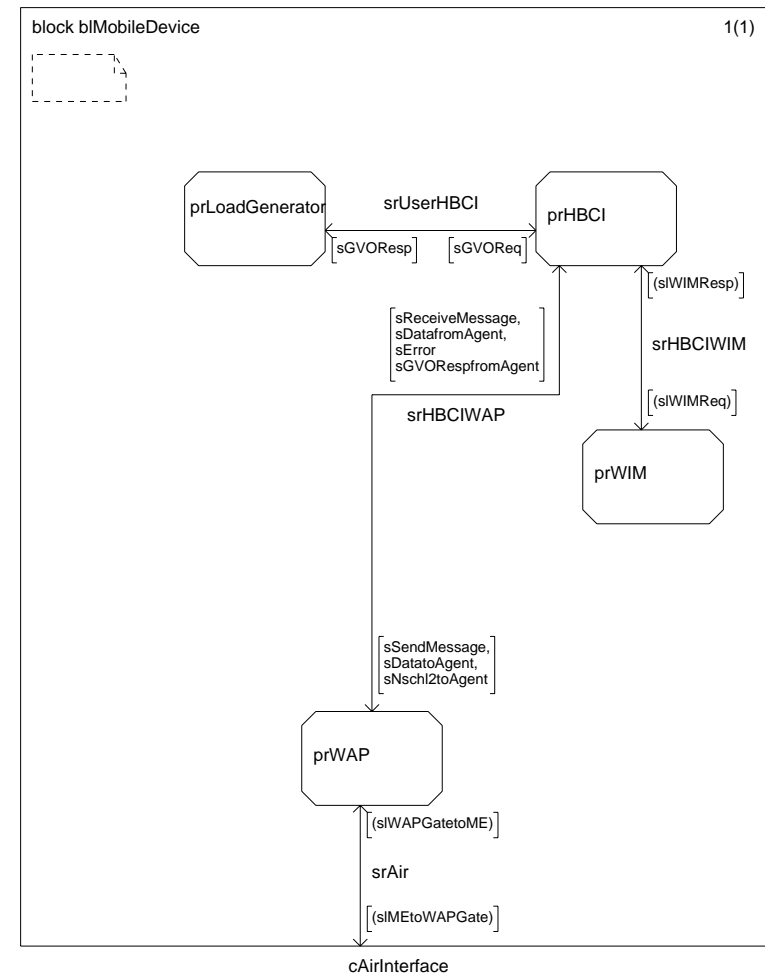 block blMobileDevice
1(1)
prLoadGenerator
srUserHBCI
prHBCI
[sGVOResp]
[sGVOReq]
[(slWIMResp)]
sReceiveMessage,
sDatafromAgent,
sError
sGVORespfromAgent
srHBCIWIM
[(slWIMReq)]
srHBCIWAP
prWIM
sSendMessage,
sDatatoAgent,
sNschl2toAgent
prWAP
[(slWAPGatetoME)]
srAir
[(slMEtoWAPGate)]
cAirInterface